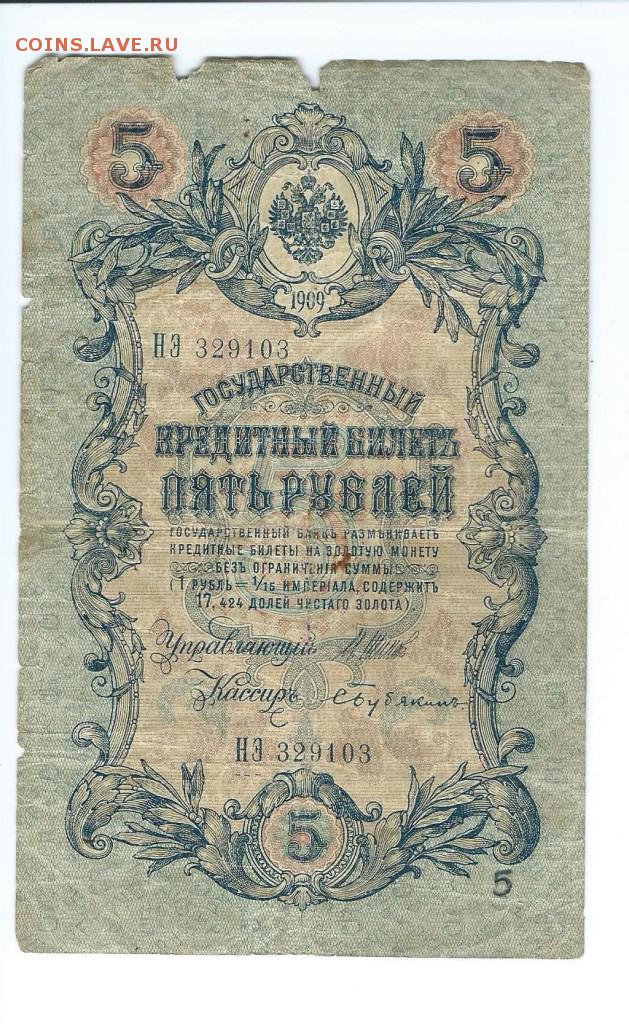 COINS.LAVE.RU
5 5
1909
НЭ 329103
ГОСУДАРСТВЕННЫЙ
КРЕДИТНЫЙ БИЛЕТЪ
ПЯТЬ РУБЛЕЙ
ГОСУДАРСТВЕННЫЙ БАНКЪ РАЗМѢНИВАЕТЪ
КРЕДИТНЫЕ БИЛЕТЫ НА ЗОЛОТУЮ МОНЕТУ
БЕЗЪ ОГРАНИЧЕНІЯ СУММЫ
(1 РУБЛЬ = 1/15 ИМПЕРІАЛА, СОДЕРЖИТЪ
17,424 ДОЛЕЙ ЧИСТАГО ЗОЛОТА).
Управляющій
Кассиръ СБубякинъ
НЭ 329103
5
5